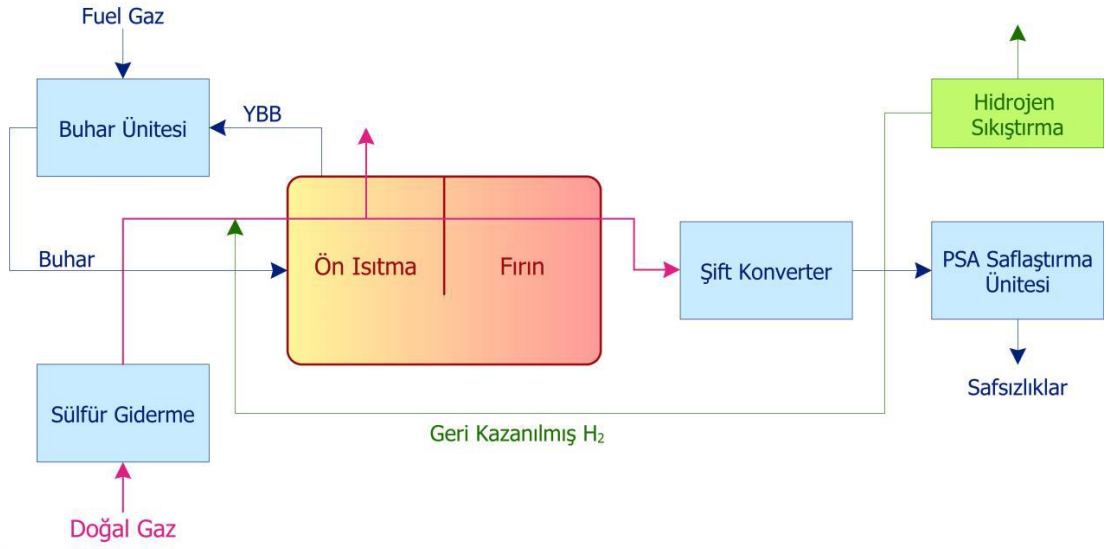 Fuel Gaz
Buhar Ünitesi
YBB
Hidrojen
Sıkıştırma
Buhar
Ön Isıtma
Fırın
Şift Konverter
PSA Saflaştırma
Ünitesi
Sülfür Giderme
Safsızlıklar
Geri Kazanılmış H₂
Doğal Gaz